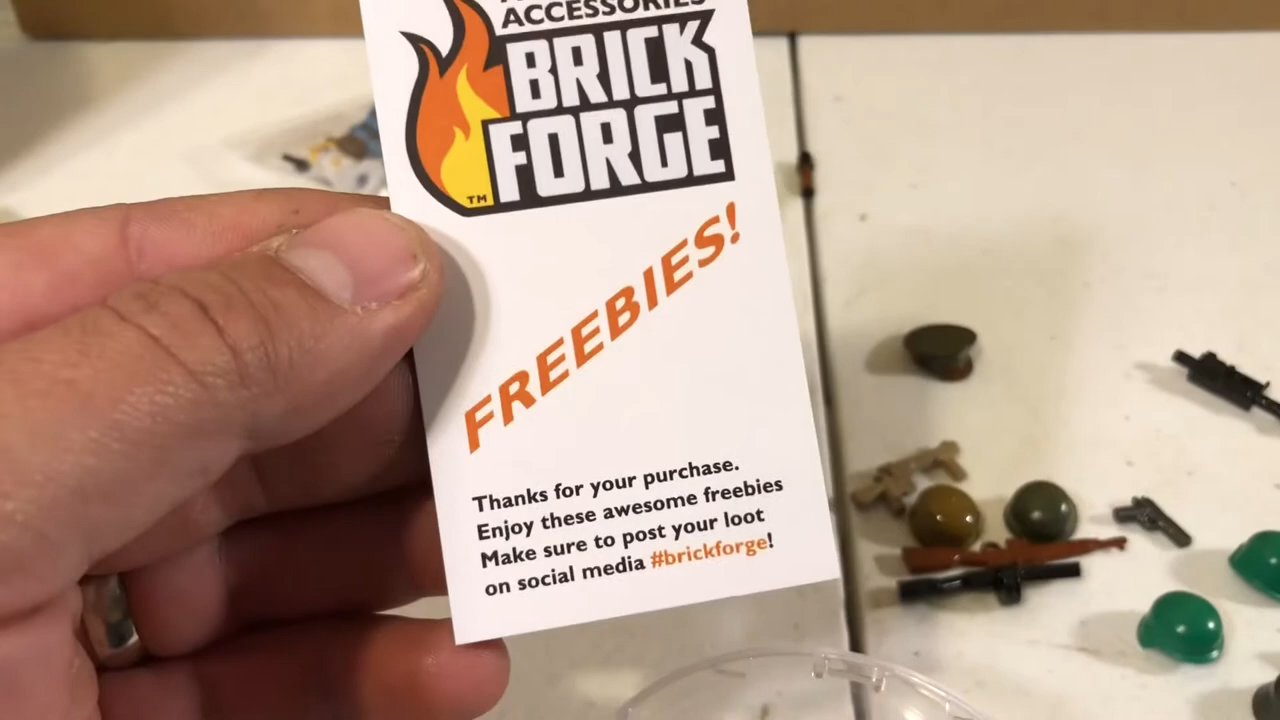 ACCESSORIES
BRICK
FORGE
TM
FREEBIES!
Thanks for your purchase.
Enjoy these awesome freebies
Make sure to post your loot
on social media #brickforge!